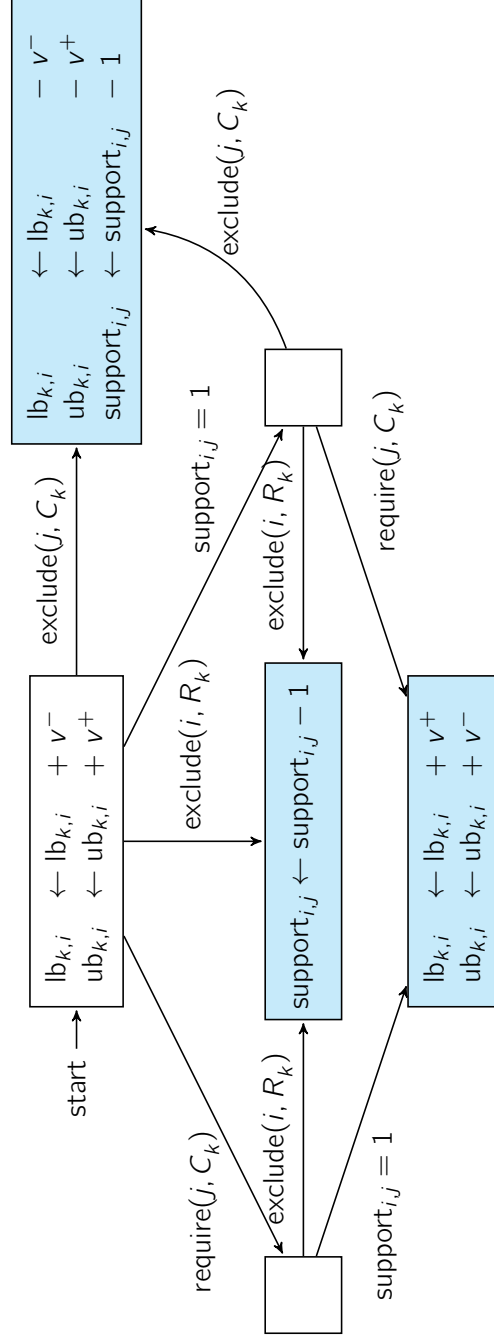 start
lb_{k,i} ← lb_{k,i} + v^−
ub_{k,i} ← ub_{k,i} + v^+
exclude(j, C_k)
lb_{k,i} ← lb_{k,i} − v^−
ub_{k,i} ← ub_{k,i} − v^+
support_{i,j} ← support_{i,j} − 1
require(j, C_k)
exclude(i, R_k)
support_{i,j} = 1
exclude(j, C_k)
exclude(i, R_k)
support_{i,j} ← support_{i,j} − 1
exclude(i, R_k)
support_{i,j} = 1
require(j, C_k)
lb_{k,i} ← lb_{k,i} + v^+
ub_{k,i} ← ub_{k,i} + v^−